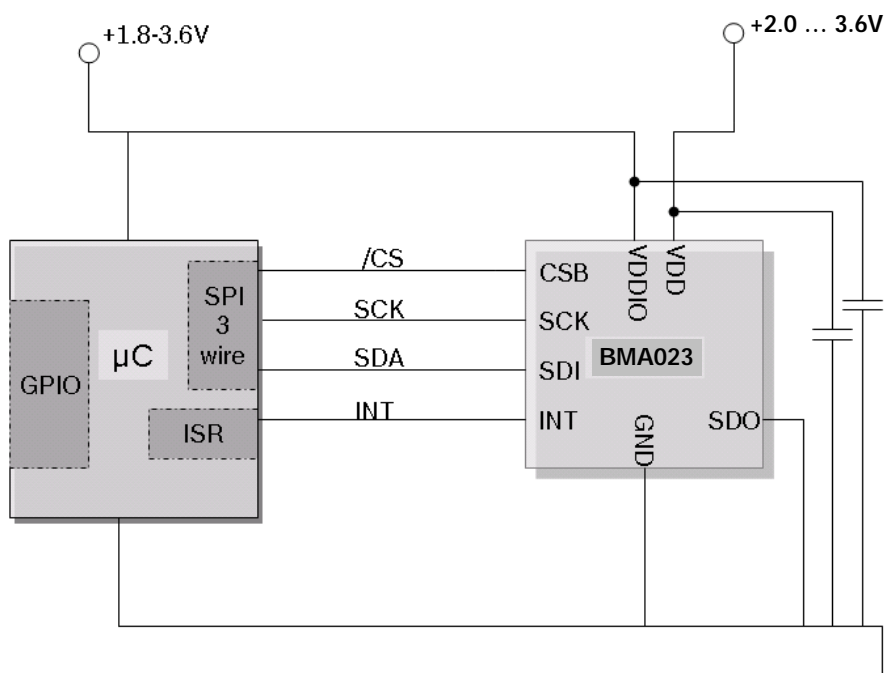 +1.8-3.6V
+2.0 ... 3.6V
/CS
SCK
SDA
INT
SPI
3
wire
GPIO
µC
ISR
CSB
SCK
SDI
INT
VDDIO
VDD
BMA023
GND
SDO